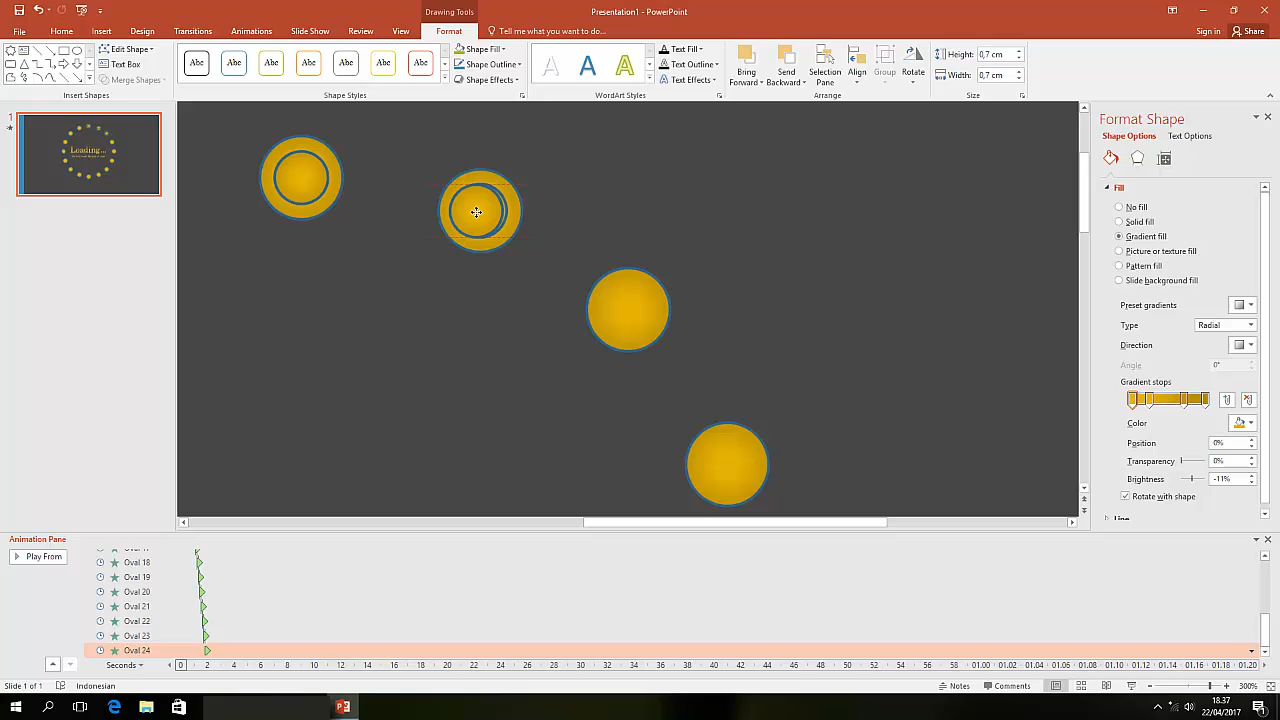 Drawing Tools
Presentation1 - PowerPoint
File
Home
Insert
Design
Transitions
Animations
Slide Show
Review
View
Format
Tell me what you want to do...
Sign in
Share
Edit Shape
Text Box
Merge Shapes
Insert Shapes
Abc Abc Abc Abc Abc Abc Abc
Shape Fill
Shape Outline
Shape Effects
Shape Styles
A A A
Text Fill
Text Outline
Text Effects
WordArt Styles
Bring Forward
Send Backward
Selection Pane
Align
Group
Rotate
Arrange
Height: 0,7 cm
Width: 0,7 cm
Size
1
Loading...
Format Shape
Shape Options
Text Options
Fill
No fill
Solid fill
Gradient fill
Picture or texture fill
Pattern fill
Slide background fill
Preset gradients
Type Radial
Direction
Angle 0°
Gradient stops
Color
Position 0%
Transparency 0%
Brightness -11%
Rotate with shape
Line
Animation Pane
Play From
Oval 18
Oval 19
Oval 20
Oval 21
Oval 22
Oval 23
Oval 24
Seconds 0 2 4 6 8 10 12 14 16 18 20 22 24 26 28 30 32 34 36 38 40 42 44 46 48 50 52 54 56 58 01.00 01.02 01.04 01.06 01.08 01.10 01.12 01.14 01.16 01.18 01.20
Slide 1 of 1
Indonesian
Notes
Comments
300%
18.37
22/04/2017